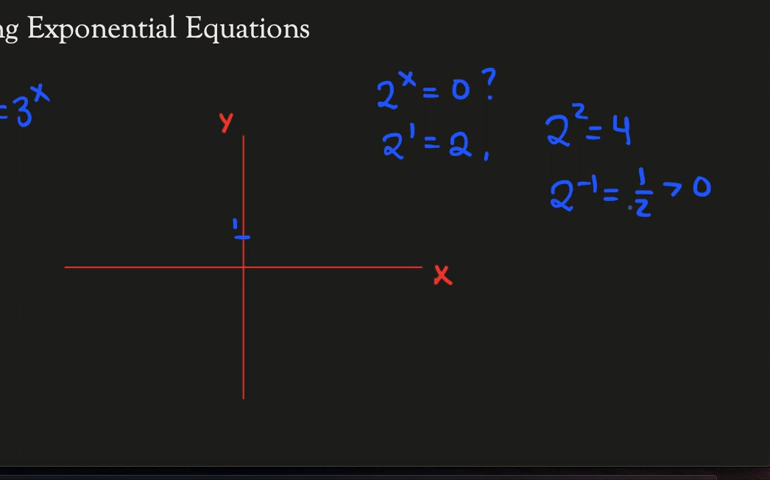 ng Exponential Equations
=3^x
2^x = 0 ?
2^1 = 2,
2^2 = 4
2^-1 = 1/2 > 0
y
1
x